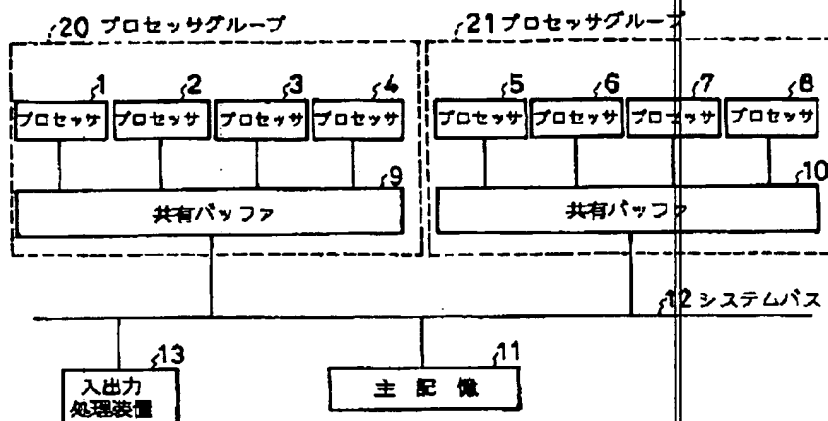 20 プロセッサグループ
21 プロセッサグループ
1 2 3 4 5 6 7 8
プロセッサ プロセッサ プロセッサ プロセッサ プロセッサ プロセッサ プロセッサ プロセッサ
9 10
共有バッファ 共有バッファ
12 システムバス
13 11
入出力
処理装置
主記憶